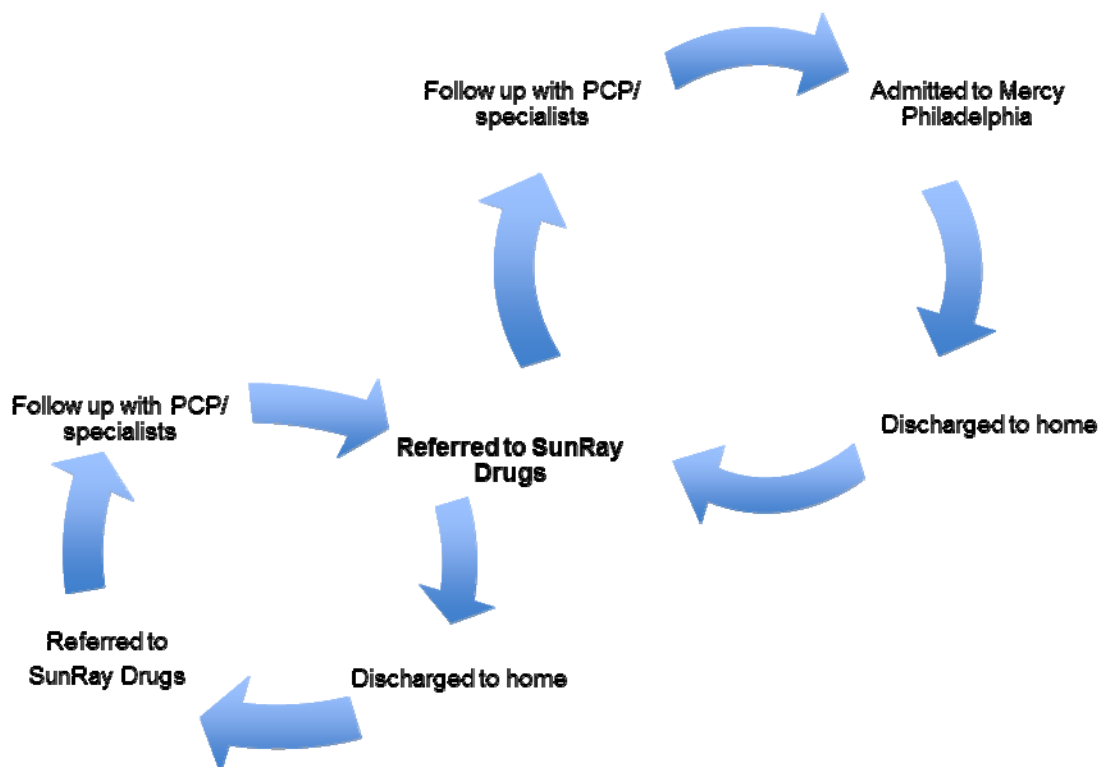 Follow up with PCP/
specialists
Admitted to Mercy
Philadelphia
Follow up with PCP/
specialists
Referred to SunRay
Drugs
Discharged to home
Referred to
SunRay Drugs
Discharged to home